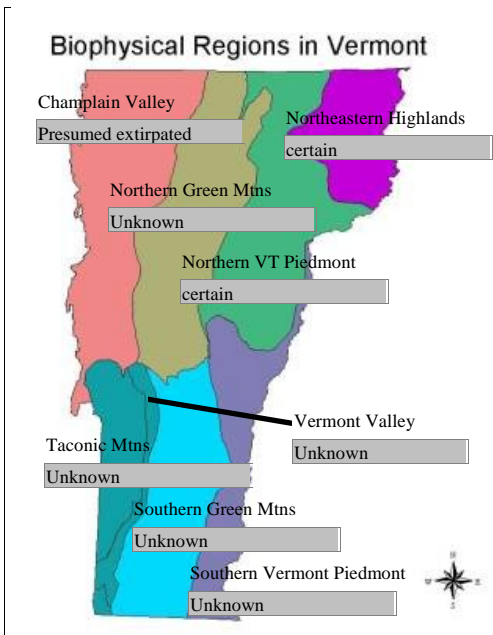 Biophysical Regions in Vermont
Champlain Valley
Presumed extirpated
Northeastern Highlands
certain
Northern Green Mtns
Unknown
Northern VT Piedmont
certain
Vermont Valley
Unknown
Taconic Mtns
Unknown
Southern Green Mtns
Unknown
Southern Vermont Piedmont
Unknown
N
W E
S